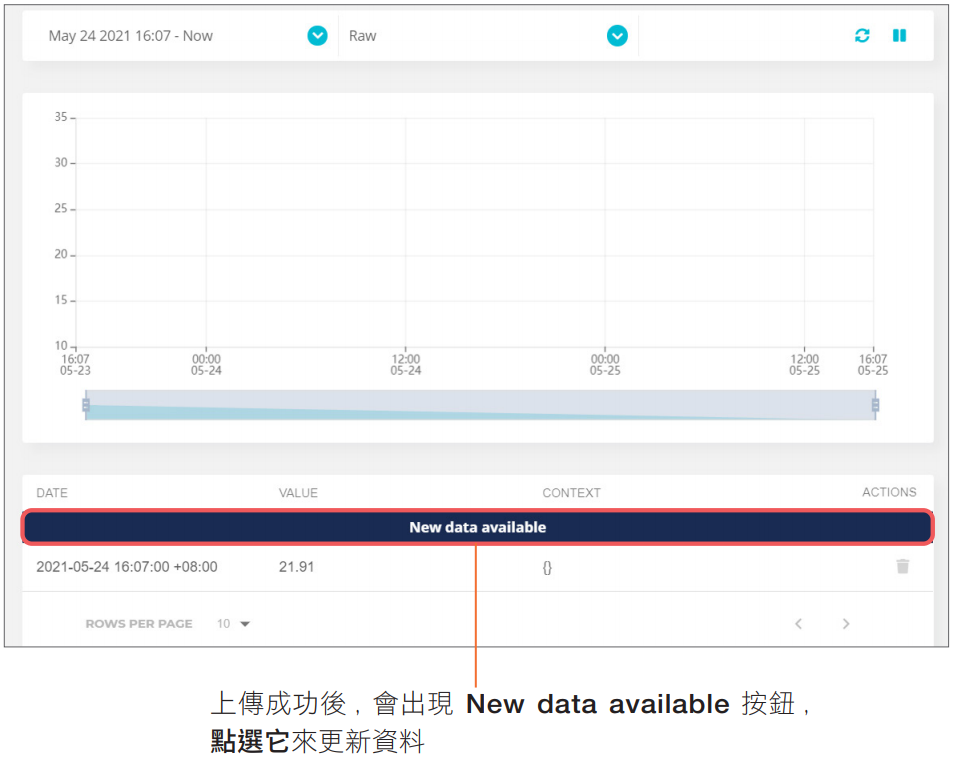 May 24 2021 16:07 - Now
Raw
35
30
25
20
15
10
16:07 00:00 12:00 00:00 12:00 16:07
05-23 05-24 05-24 05-25 05-25 05-25
DATE VALUE CONTEXT ACTIONS
New data available
2021-05-24 16:07:00 +08:00 21.91 {}
ROWS PER PAGE 10
上傳成功後，會出現 New data available 按鈕，
點選它來更新資料